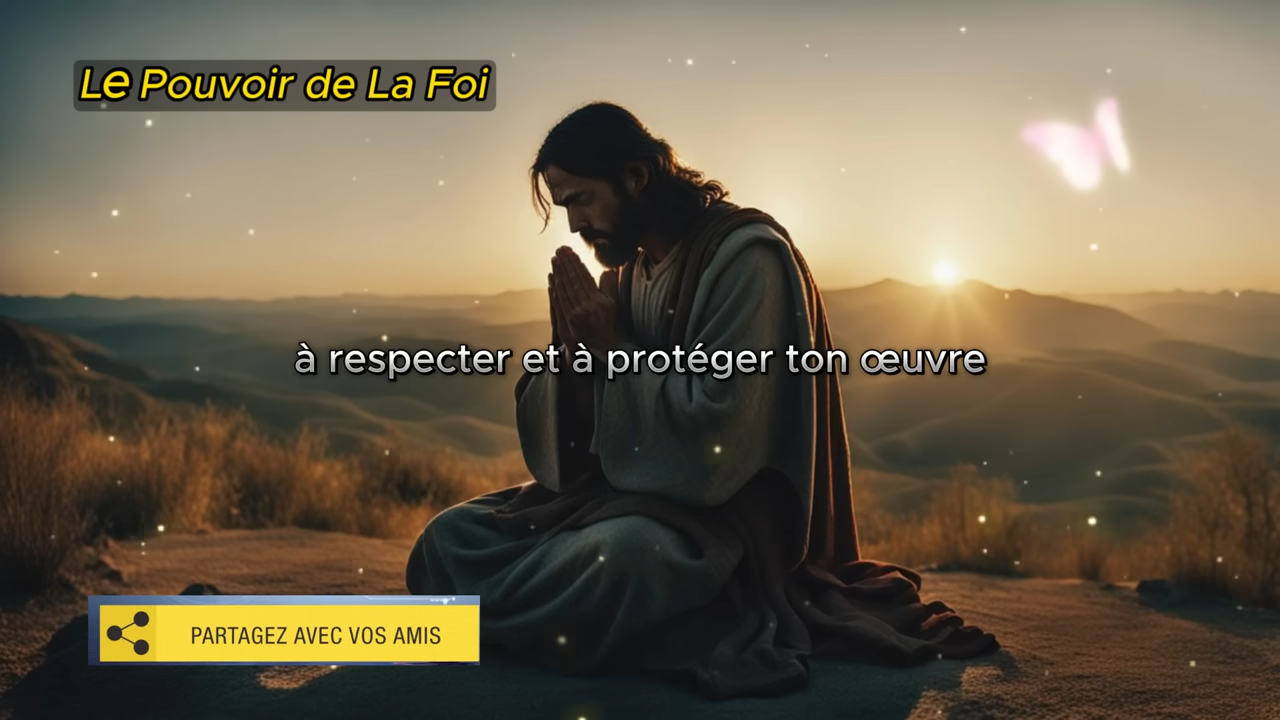 Le Pouvoir de La Foi
à respecter et à protéger ton œuvre
PARTAGEZ AVEC VOS AMIS